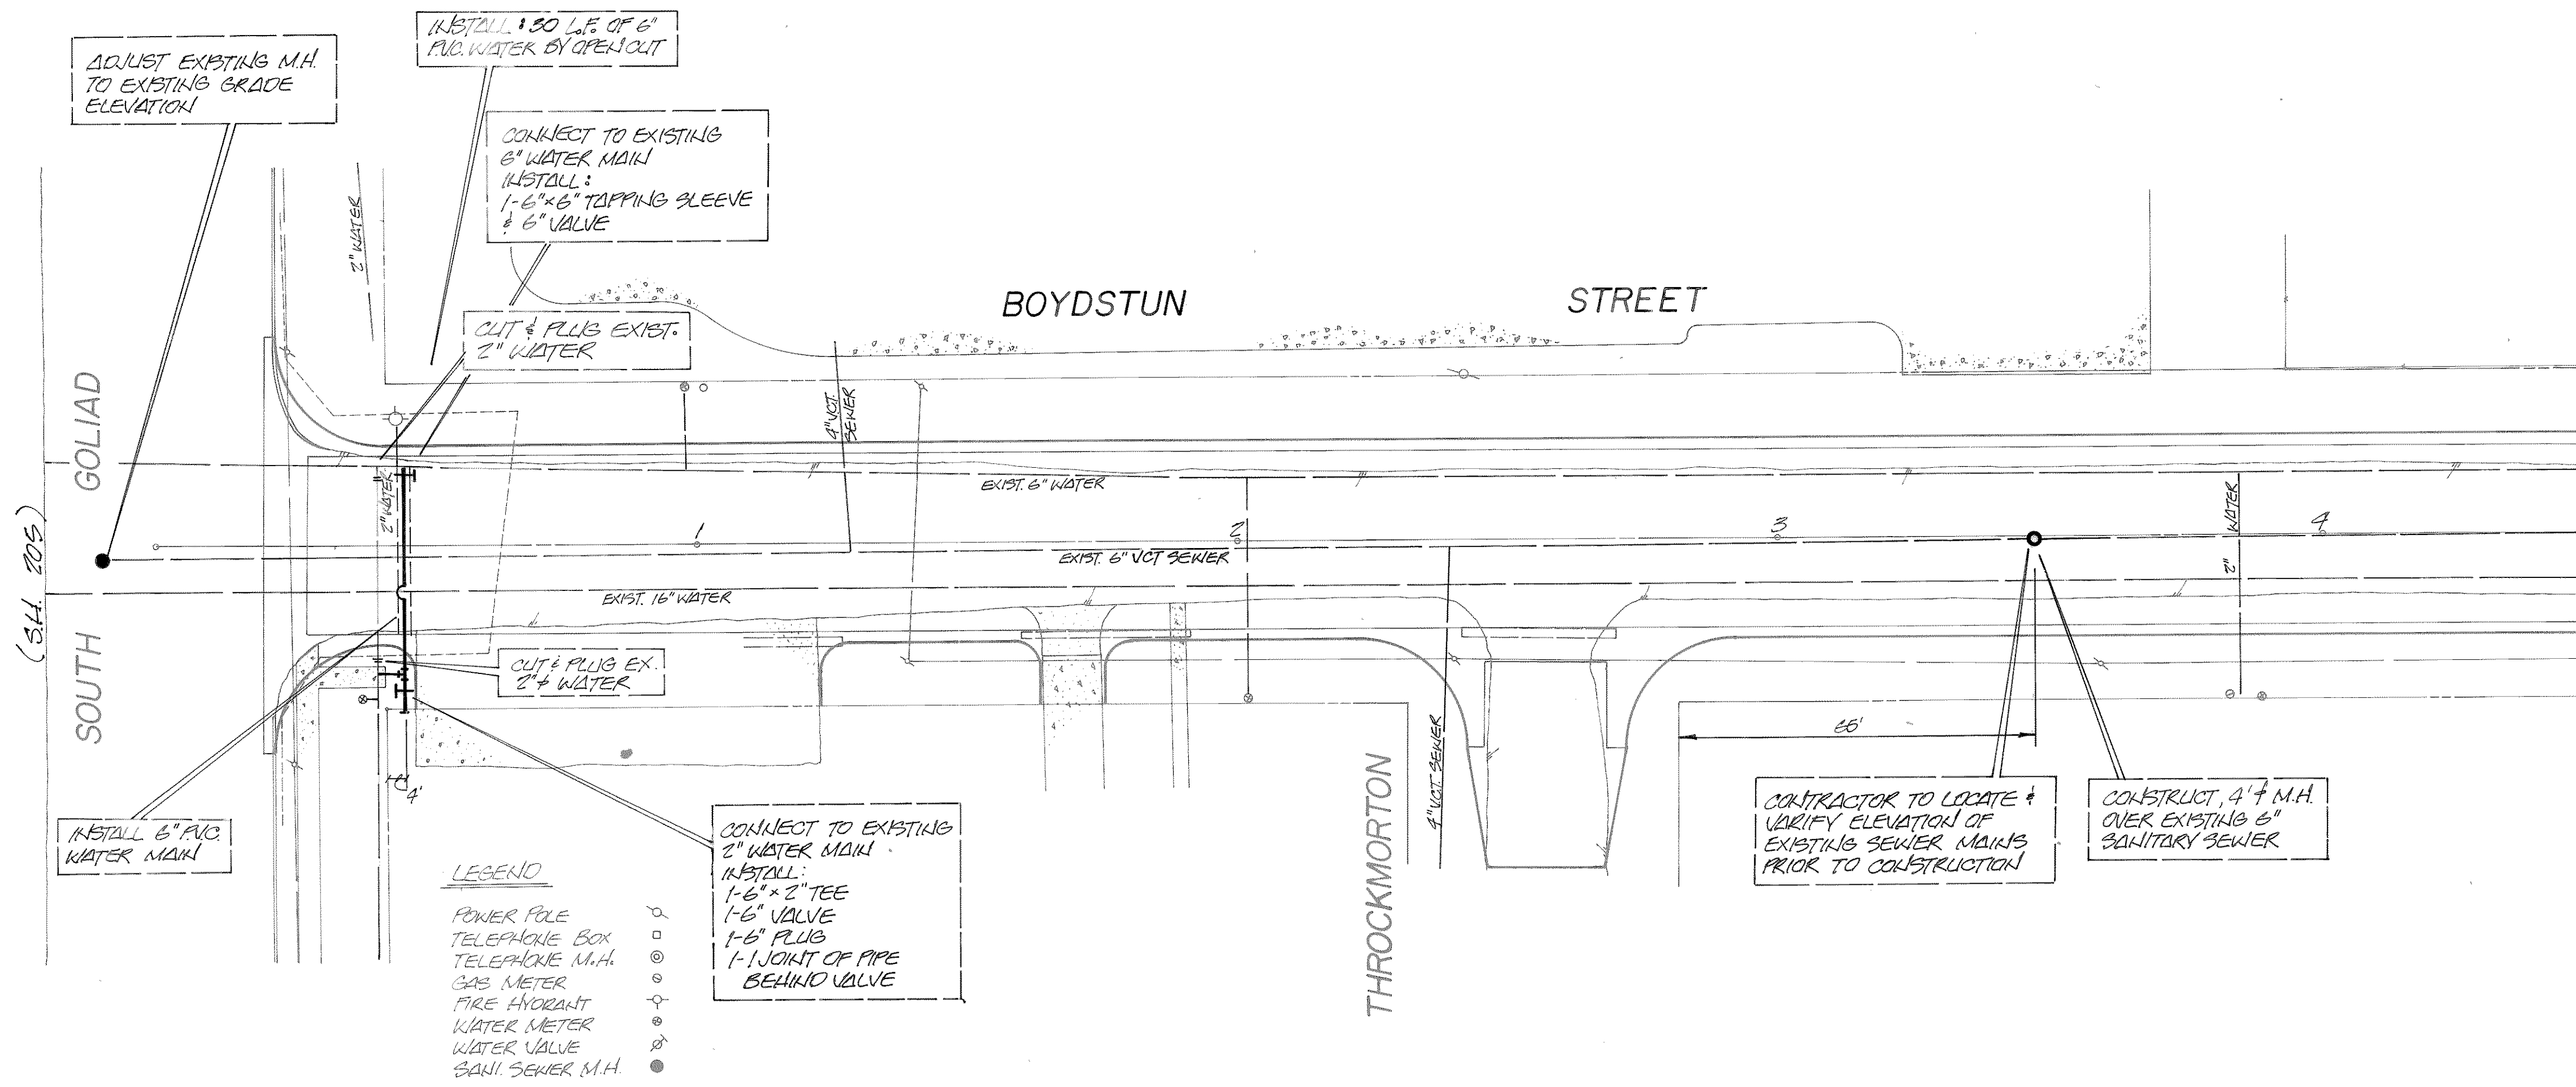 ADJUST EXISTING M.H.
TO EXISTING GRADE
ELEVATION
INSTALL: 30 L.F. OF 6"
P.V.C. WATER BY OPEN CUT
CONNECT TO EXISTING
6" WATER MAIN
INSTALL:
1-6"x6" TAPPING SLEEVE
& 6" VALVE
2" WATER
CUT & PLUG EXIST.
2" WATER
BOYDSTUN STREET
GOLIAD
SOUTH
(S.H. 205)
4" VCT.
SEWER
2" WATER
EXIST. 6" WATER
1
2
3
4
EXIST. 6" VCT SEWER
EXIST. 16" WATER
2" WATER
CUT & PLUG EX.
2"⌀ WATER
4'
65'
4" VCT. SEWER
THROCKMORTON
INSTALL 6" P.V.C.
WATER MAIN
CONNECT TO EXISTING
2" WATER MAIN
INSTALL:
1-6" x 2" TEE
1-6" VALVE
1-6" PLUG
1-1 JOINT OF PIPE
BEHIND VALVE
CONTRACTOR TO LOCATE &
VARIFY ELEVATION OF
EXISTING SEWER MAINS
PRIOR TO CONSTRUCTION
CONSTRUCT, 4'⌀ M.H.
OVER EXISTING 6"
SANITARY SEWER
LEGEND
POWER POLE
TELEPHONE BOX
TELEPHONE M.H.
GAS METER
FIRE HYDRANT
WATER METER
WATER VALVE
SANI. SEWER M.H.